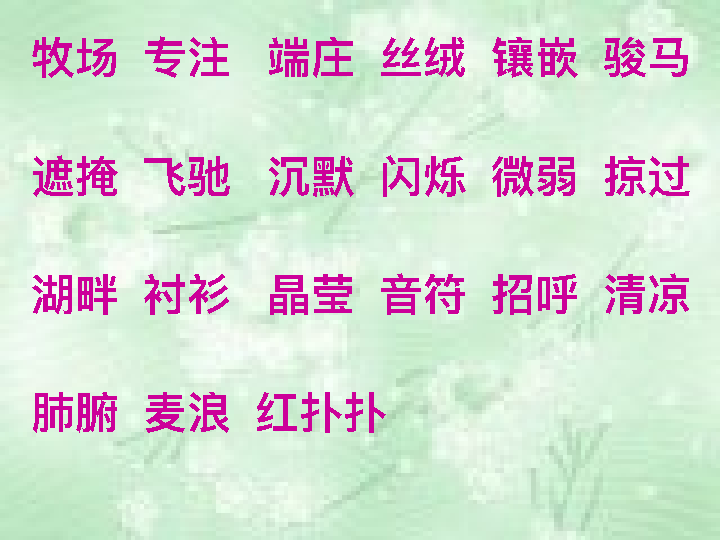 牧场 专注 端庄 丝绒 镶嵌 骏马
遮掩 飞驰 沉默 闪烁 微弱 掠过
湖畔 衬衫 晶莹 音符 招呼 清凉
肺腑 麦浪 红扑扑